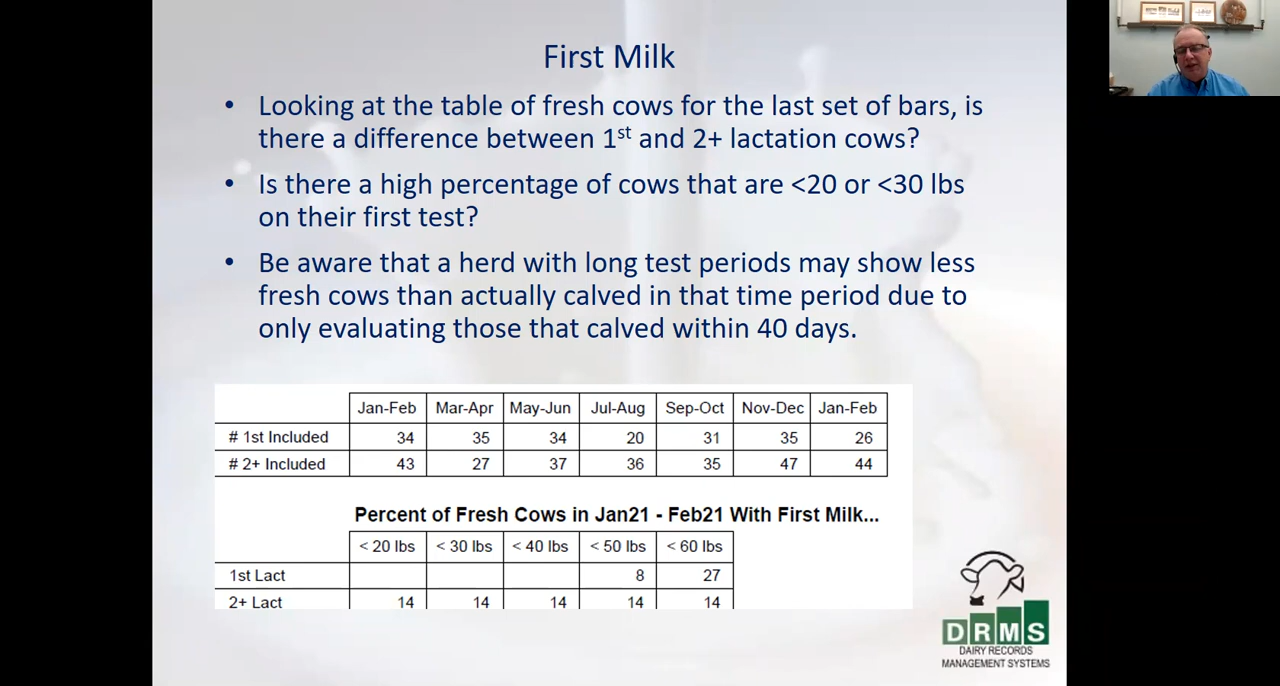 First Milk
• Looking at the table of fresh cows for the last set of bars, is
there a difference between 1st and 2+ lactation cows?
• Is there a high percentage of cows that are <20 or <30 lbs
on their first test?
• Be aware that a herd with long test periods may show less
fresh cows than actually calved in that time period due to
only evaluating those that calved within 40 days.
Jan-Feb Mar-Apr May-Jun Jul-Aug Sep-Oct Nov-Dec Jan-Feb
# 1st Included 34 35 34 20 31 35 26
# 2+ Included 43 27 37 36 35 47 44
Percent of Fresh Cows in Jan21 - Feb21 With First Milk...
< 20 lbs < 30 lbs < 40 lbs < 50 lbs < 60 lbs
1st Lact 8 27
2+ Lact 14 14 14 14 14
DRMS
DAIRY RECORDS
MANAGEMENT SYSTEMS